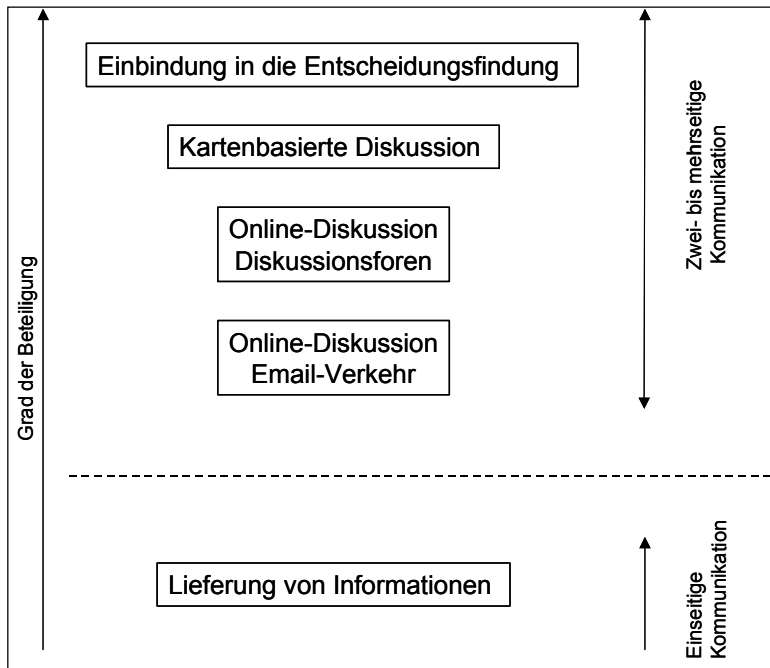 Einbindung in die Entscheidungsfindung
Kartenbasierte Diskussion
Online-Diskussion
Diskussionsforen
Online-Diskussion
Email-Verkehr
Lieferung von Informationen
Grad der Beteiligung
Zwei- bis mehrseitige
Kommunikation
Einseitige
Kommunikation